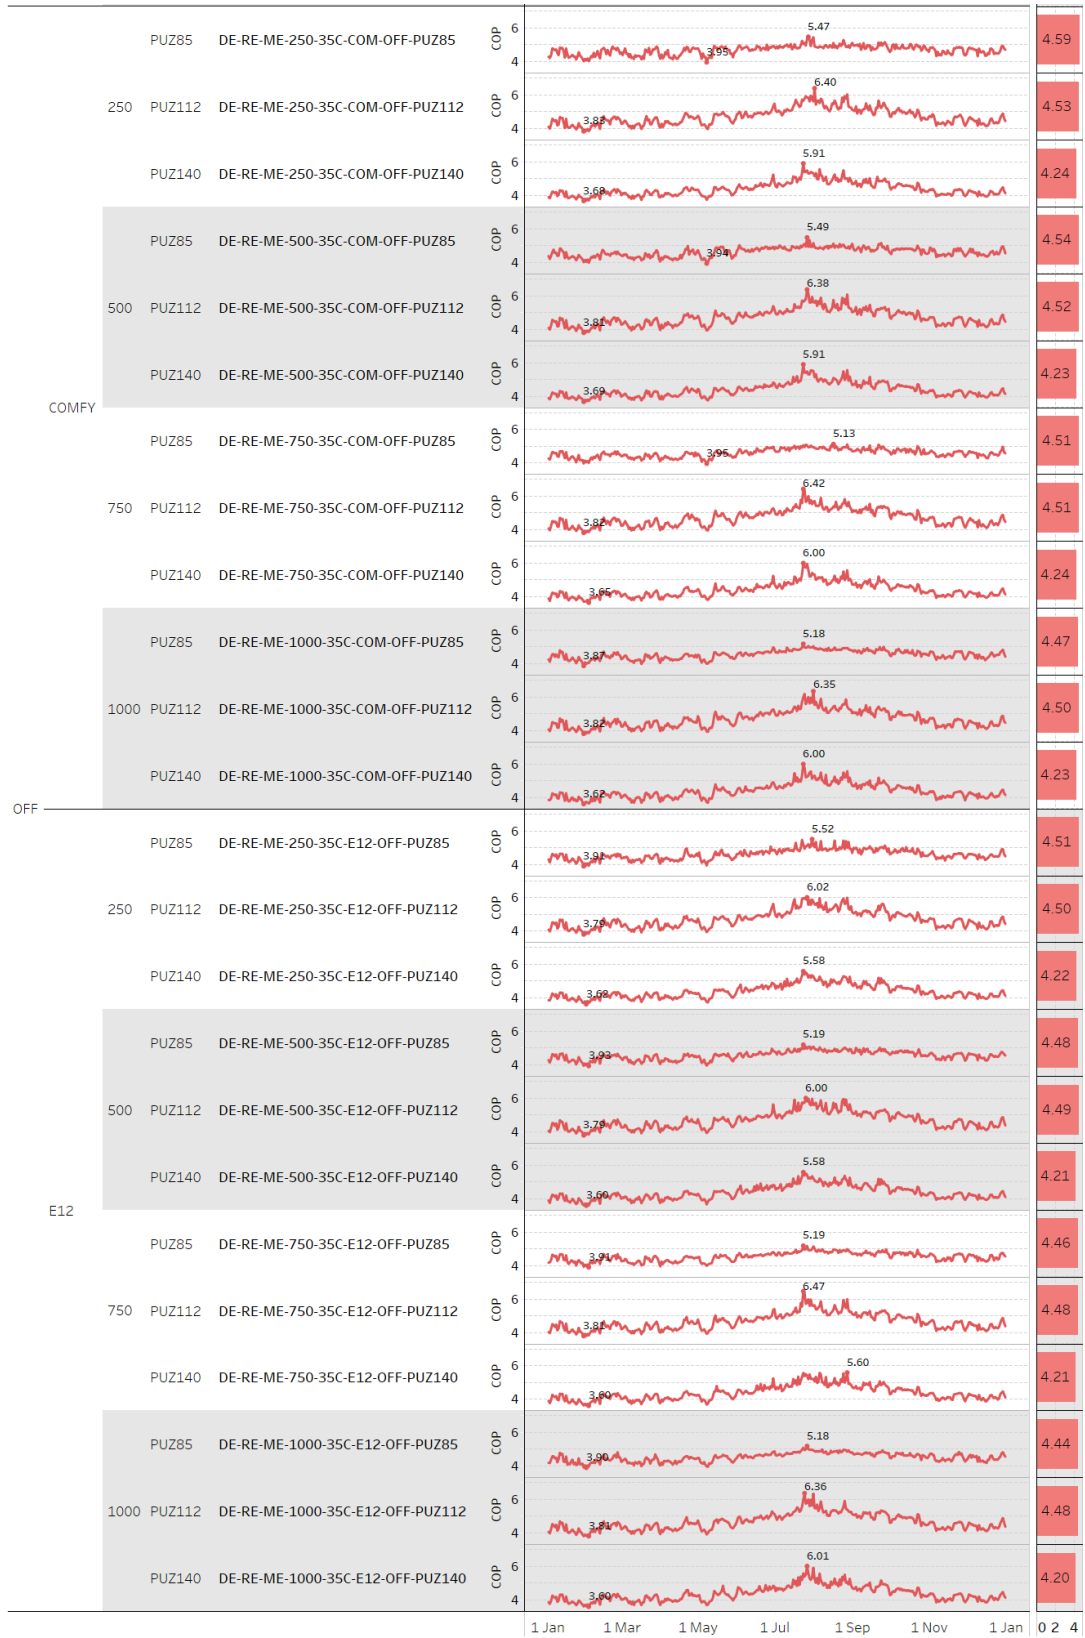 5.47
6
PUZ85 DE-RE-ME-250-35C-COM-OFF-PUZ85 COP 3.95 4.59
4
6.40
6
250 PUZ112 DE-RE-ME-250-35C-COM-OFF-PUZ112 COP 3.83 4.53
4
5.91
6
PUZ140 DE-RE-ME-250-35C-COM-OFF-PUZ140 COP 3.68 4.24
4
5.49
6
PUZ85 DE-RE-ME-500-35C-COM-OFF-PUZ85 COP 3.94 4.54
4
6.38
6
500 PUZ112 DE-RE-ME-500-35C-COM-OFF-PUZ112 COP 3.81 4.52
4
5.91
6
PUZ140 DE-RE-ME-500-35C-COM-OFF-PUZ140 COP 3.69 4.23
4
COMFY
5.13
6
PUZ85 DE-RE-ME-750-35C-COM-OFF-PUZ85 COP 3.95 4.51
4
6.42
6
750 PUZ112 DE-RE-ME-750-35C-COM-OFF-PUZ112 COP 3.82 4.51
4
6.00
6
PUZ140 DE-RE-ME-750-35C-COM-OFF-PUZ140 COP 3.65 4.24
4
5.18
6
PUZ85 DE-RE-ME-1000-35C-COM-OFF-PUZ85 COP 3.87 4.47
4
6.35
6
1000 PUZ112 DE-RE-ME-1000-35C-COM-OFF-PUZ112 COP 3.82 4.50
4
6.00
6
PUZ140 DE-RE-ME-1000-35C-COM-OFF-PUZ140 COP 3.62 4.23
4
OFF
5.52
6
PUZ85 DE-RE-ME-250-35C-E12-OFF-PUZ85 COP 3.91 4.51
4
6.02
6
250 PUZ112 DE-RE-ME-250-35C-E12-OFF-PUZ112 COP 3.79 4.50
4
5.58
6
PUZ140 DE-RE-ME-250-35C-E12-OFF-PUZ140 COP 3.62 4.22
4
5.19
6
PUZ85 DE-RE-ME-500-35C-E12-OFF-PUZ85 COP 3.93 4.48
4
6.00
6
500 PUZ112 DE-RE-ME-500-35C-E12-OFF-PUZ112 COP 3.79 4.49
4
5.58
6
PUZ140 DE-RE-ME-500-35C-E12-OFF-PUZ140 COP 3.60 4.21
4
E12
5.19
6
PUZ85 DE-RE-ME-750-35C-E12-OFF-PUZ85 COP 3.91 4.46
4
6.47
6
750 PUZ112 DE-RE-ME-750-35C-E12-OFF-PUZ112 COP 3.81 4.48
4
5.60
6
PUZ140 DE-RE-ME-750-35C-E12-OFF-PUZ140 COP 3.60 4.21
4
5.18
6
PUZ85 DE-RE-ME-1000-35C-E12-OFF-PUZ85 COP 3.90 4.44
4
6.36
6
1000 PUZ112 DE-RE-ME-1000-35C-E12-OFF-PUZ112 COP 3.81 4.48
4
6.01
6
PUZ140 DE-RE-ME-1000-35C-E12-OFF-PUZ140 COP 3.60 4.20
4
1 Jan 1 Mar 1 May 1 Jul 1 Sep 1 Nov 1 Jan 0 2 4